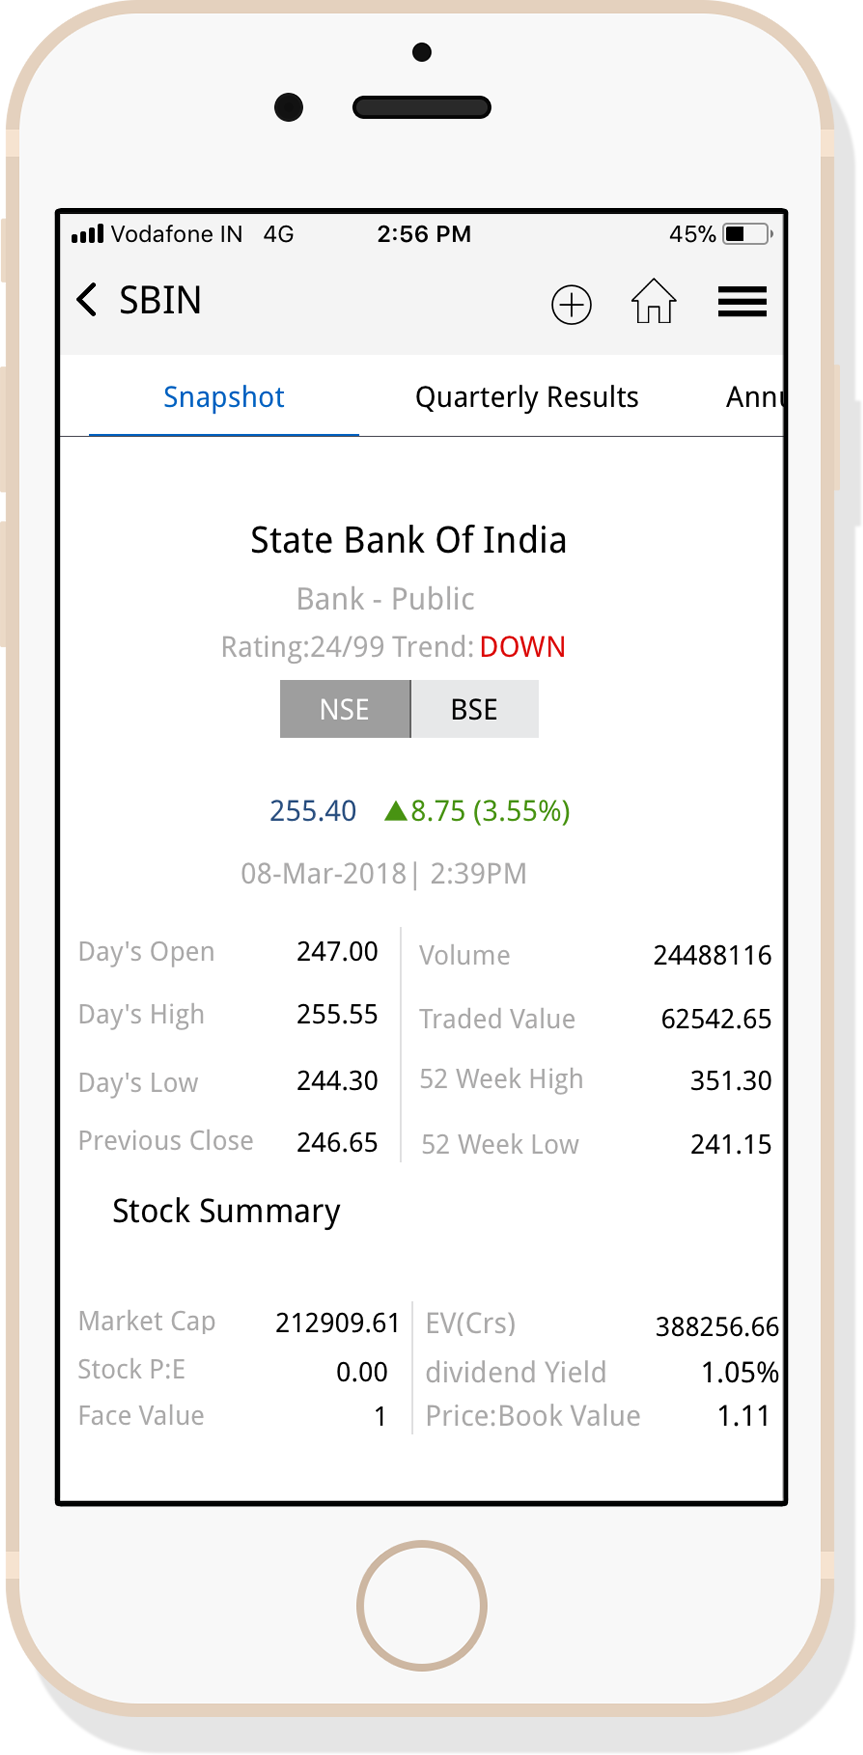 Vodafone IN 4G 2:56 PM 45%
SBIN
Snapshot Quarterly Results Annu
State Bank Of India
Bank - Public
Rating:24/99 Trend: DOWN
NSE BSE
255.40 ▲8.75 (3.55%)
08-Mar-2018| 2:39PM
Day's Open 247.00 Volume 24488116
Day's High 255.55 Traded Value 62542.65
Day's Low 244.30 52 Week High 351.30
Previous Close 246.65 52 Week Low 241.15
Stock Summary
Market Cap 212909.61 EV(Crs) 388256.66
Stock P:E 0.00 dividend Yield 1.05%
Face Value 1 Price:Book Value 1.11